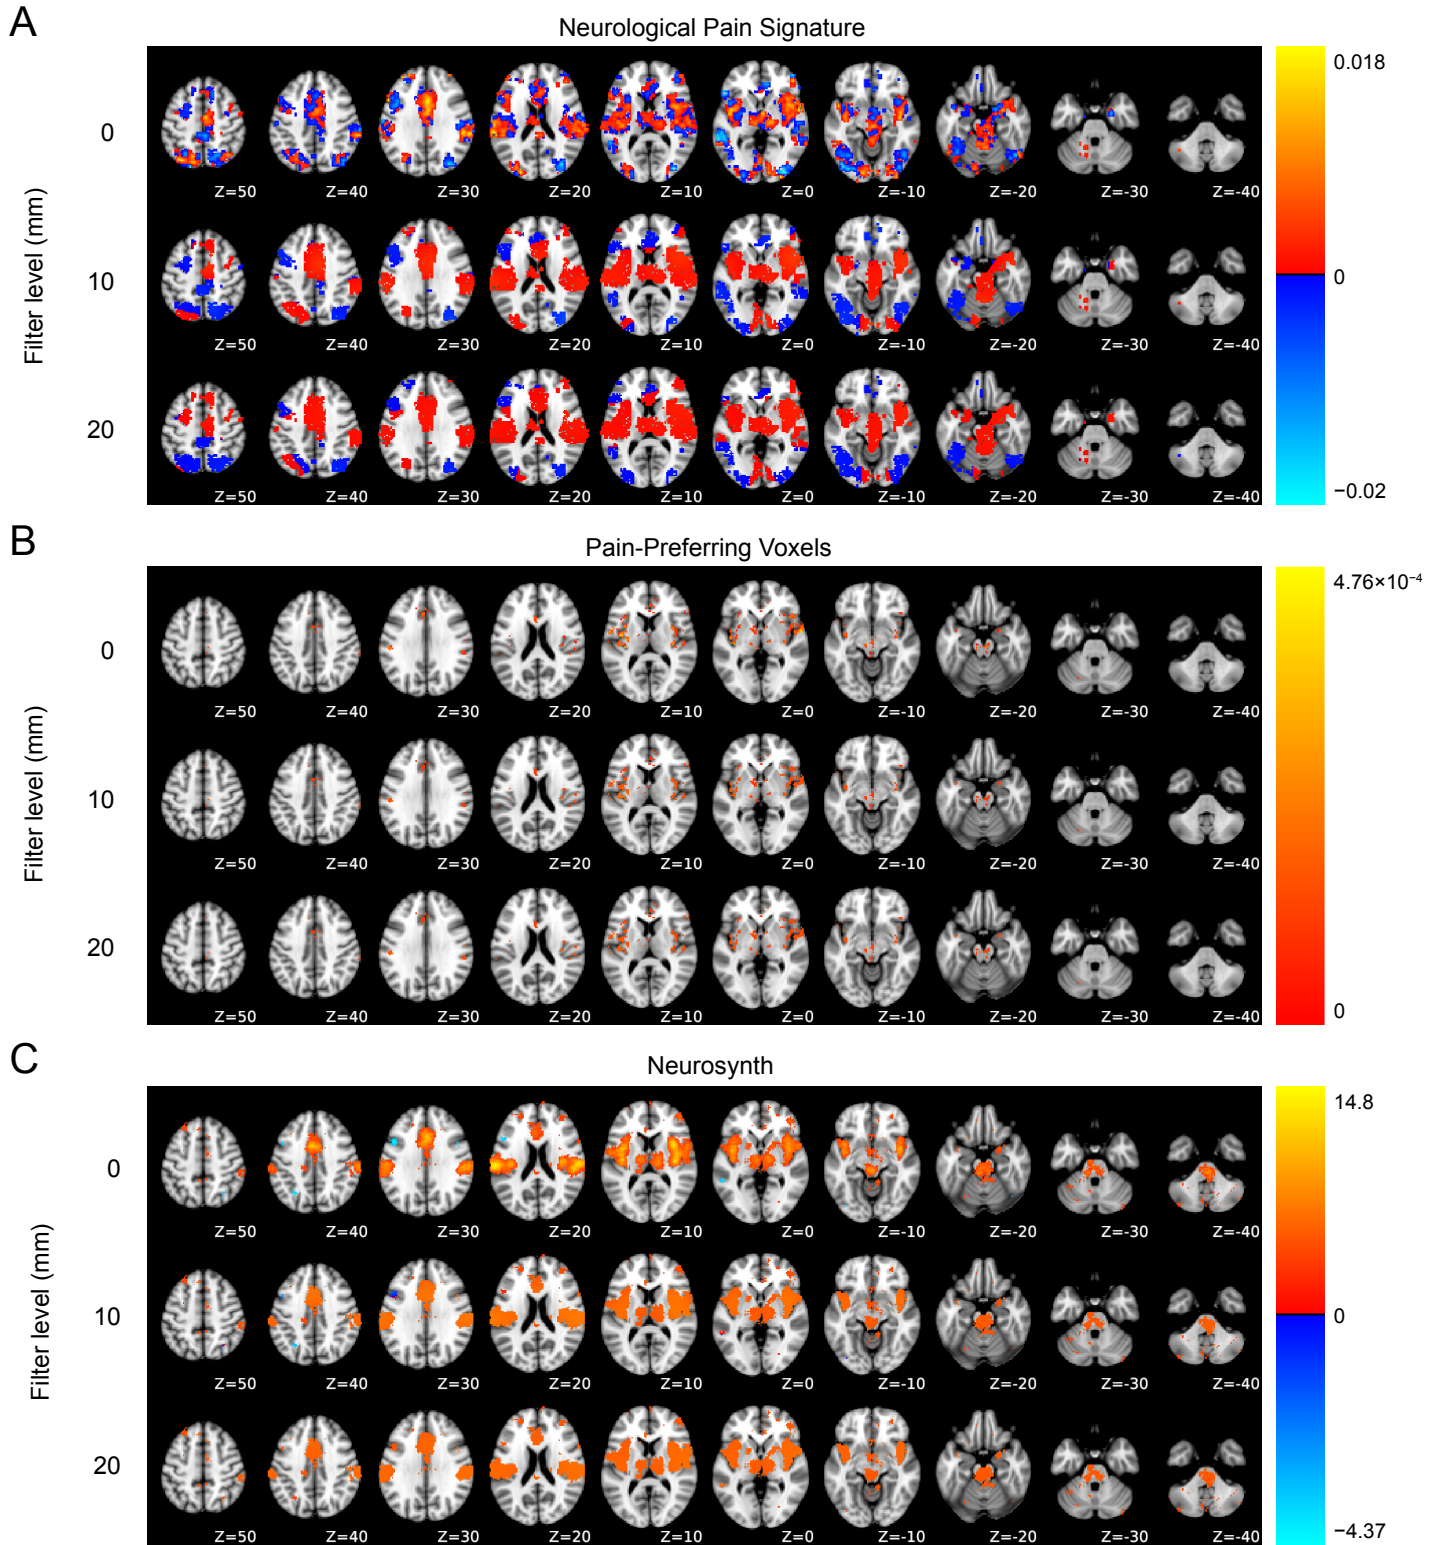 A
Neurological Pain Signature
Filter level (mm)
0
Z=50 Z=40 Z=30 Z=20 Z=10 Z=0 Z=-10 Z=-20 Z=-30 Z=-40
10
Z=50 Z=40 Z=30 Z=20 Z=10 Z=0 Z=-10 Z=-20 Z=-30 Z=-40
20
Z=50 Z=40 Z=30 Z=20 Z=10 Z=0 Z=-10 Z=-20 Z=-30 Z=-40
0.018
0
−0.02
B
Pain-Preferring Voxels
Filter level (mm)
0
Z=50 Z=40 Z=30 Z=20 Z=10 Z=0 Z=-10 Z=-20 Z=-30 Z=-40
10
Z=50 Z=40 Z=30 Z=20 Z=10 Z=0 Z=-10 Z=-20 Z=-30 Z=-40
20
Z=50 Z=40 Z=30 Z=20 Z=10 Z=0 Z=-10 Z=-20 Z=-30 Z=-40
4.76×10⁻⁴
0
C
Neurosynth
Filter level (mm)
0
Z=50 Z=40 Z=30 Z=20 Z=10 Z=0 Z=-10 Z=-20 Z=-30 Z=-40
10
Z=50 Z=40 Z=30 Z=20 Z=10 Z=0 Z=-10 Z=-20 Z=-30 Z=-40
20
Z=50 Z=40 Z=30 Z=20 Z=10 Z=0 Z=-10 Z=-20 Z=-30 Z=-40
14.8
0
−4.37